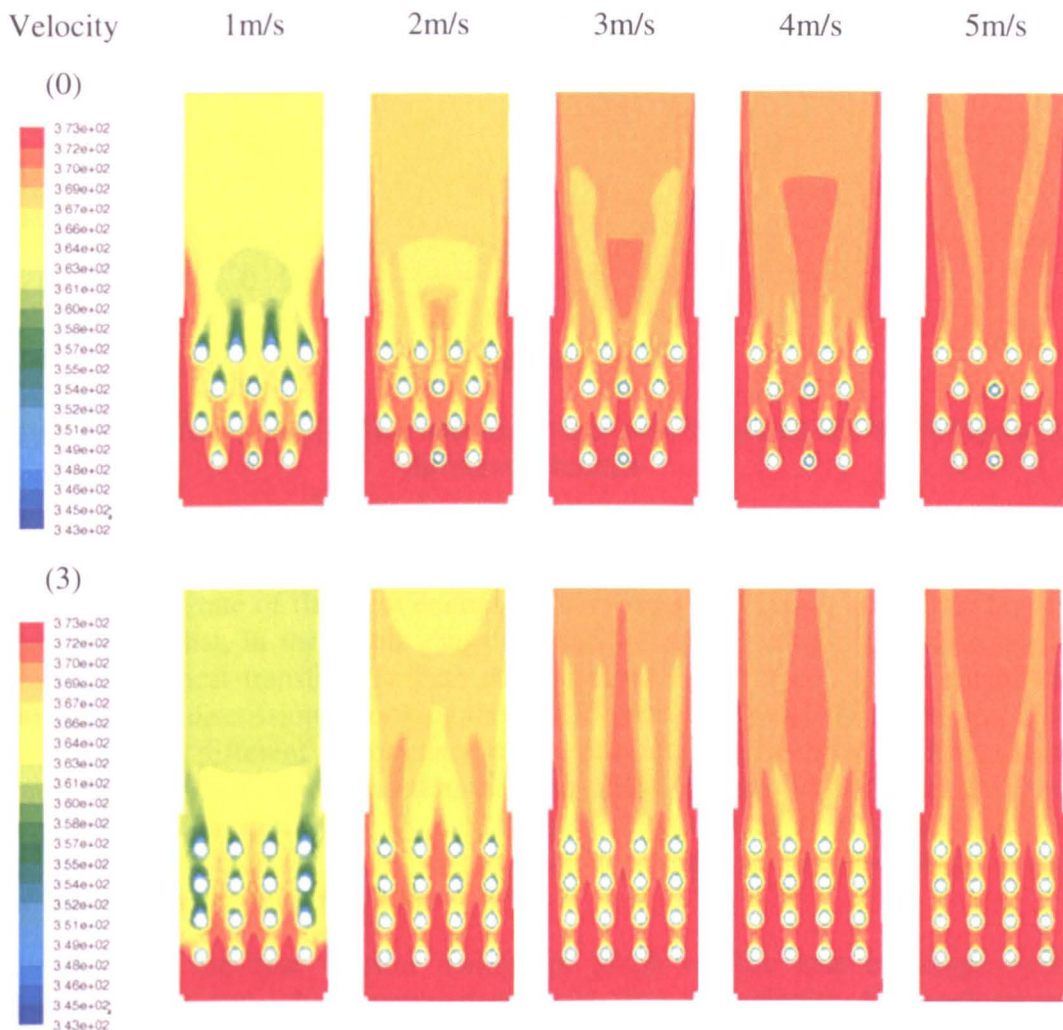 Velocity 1m/s 2m/s 3m/s 4m/s 5m/s
(0)
3 73e+02
3 72e+02
3 70e+02
3 69e+02
3 67e+02
3 66e+02
3 64e+02
3 63e+02
3 61e+02
3 60e+02
3 58e+02
3 57e+02
3 55e+02
3 54e+02
3 52e+02
3 51e+02
3 49e+02
3 48e+02
3 46e+02
3 45e+02
3 43e+02
(3)
3 73e+02
3 72e+02
3 70e+02
3 69e+02
3 67e+02
3 66e+02
3 64e+02
3 63e+02
3 61e+02
3 60e+02
3 58e+02
3 57e+02
3 55e+02
3 54e+02
3 52e+02
3 51e+02
3 49e+02
3 48e+02
3 46e+02
3 45e+02
3 43e+02